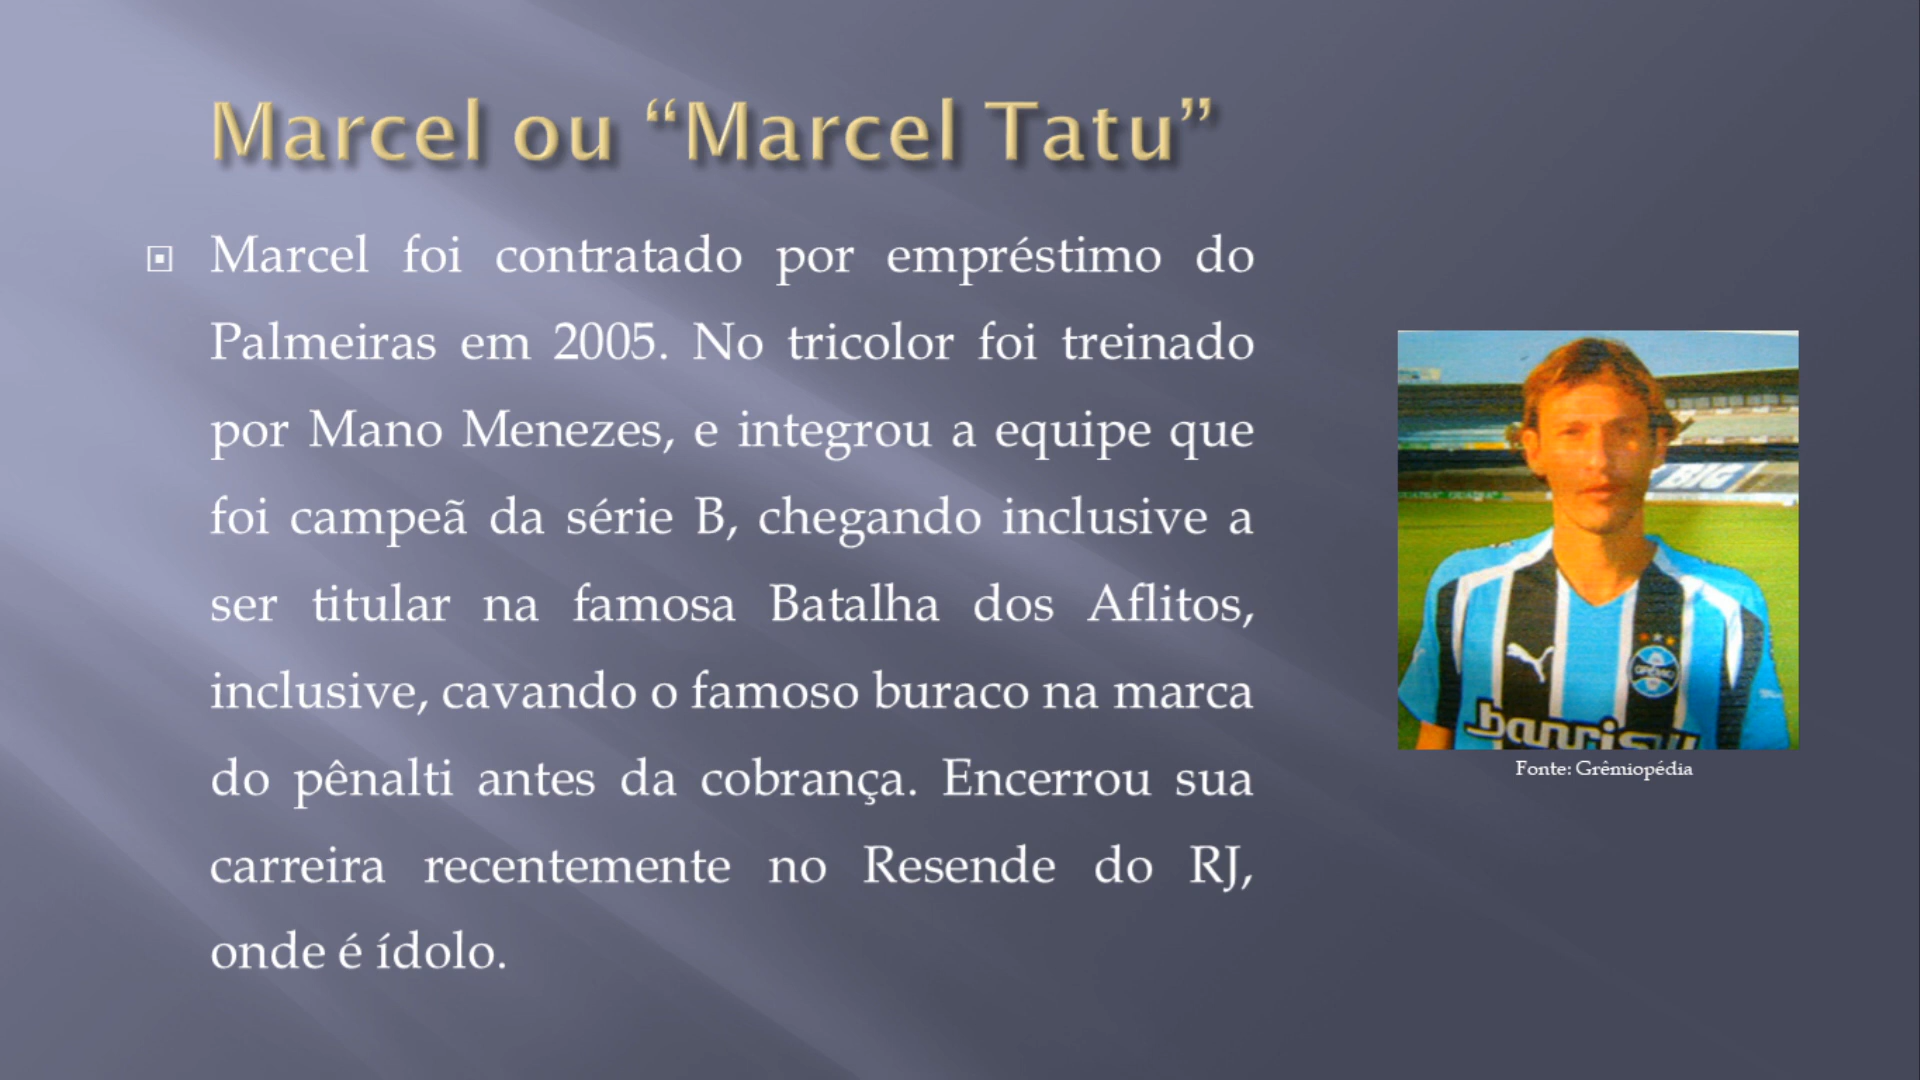 Marcel ou “Marcel Tatu”
Marcel foi contratado por empréstimo do
Palmeiras em 2005. No tricolor foi treinado
por Mano Menezes, e integrou a equipe que
foi campeã da série B, chegando inclusive a
ser titular na famosa Batalha dos Aflitos,
inclusive, cavando o famoso buraco na marca
do pênalti antes da cobrança. Encerrou sua
carreira recentemente no Resende do RJ,
onde é ídolo.
BIG
GRÊMIO
Fonte: Grêmiopédia